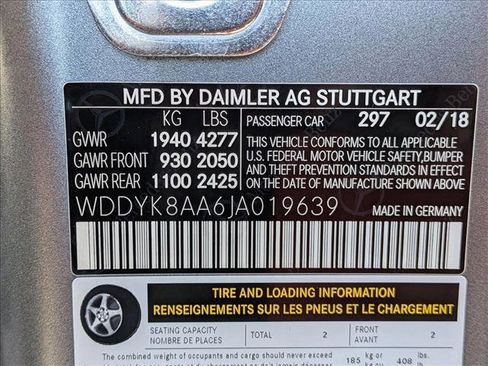 MFD BY DAIMLER AG STUTTGART
KG LBS PASSENGER CAR 297 02/18
GVWR 1940 4277 THIS VEHICLE CONFORMS TO ALL APPLICABLE
GAWR FRONT 930 2050 U.S. FEDERAL MOTOR VEHICLE SAFETY, BUMPER
GAWR REAR 1100 2425 AND THEFT PREVENTION STANDARDS IN EFFECT
ON THE DATE OF MANUFACTURE SHOWN ABOVE.
WDDYK8AA6JA019639 MADE IN GERMANY
TIRE AND LOADING INFORMATION
RENSEIGNEMENTS SUR LES PNEUS ET LE CHARGEMENT
SEATING CAPACITY TOTAL 2 FRONT 2
NOMBRE DE PLACES AVANT
The combined weight of occupants and cargo should never exceed 185 kg or 408 lbs.